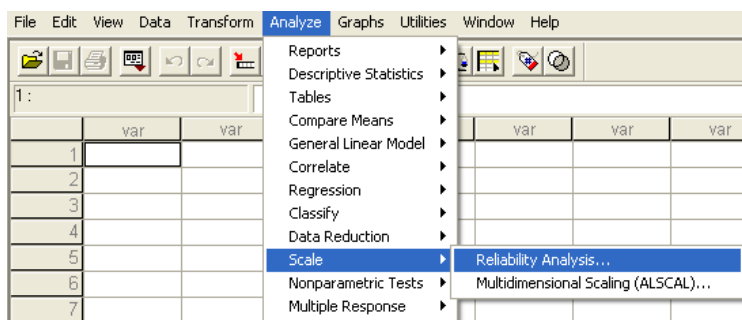 File Edit View Data Transform Analyze Graphs Utilities Window Help
Reports
Descriptive Statistics
1 :
Tables
Compare Means
var var var var var
General Linear Model
1
Correlate
2
Regression
3
Classify
4
Data Reduction
5
Scale
Reliability Analysis...
6
Nonparametric Tests
Multidimensional Scaling (ALSCAL)...
7
Multiple Response